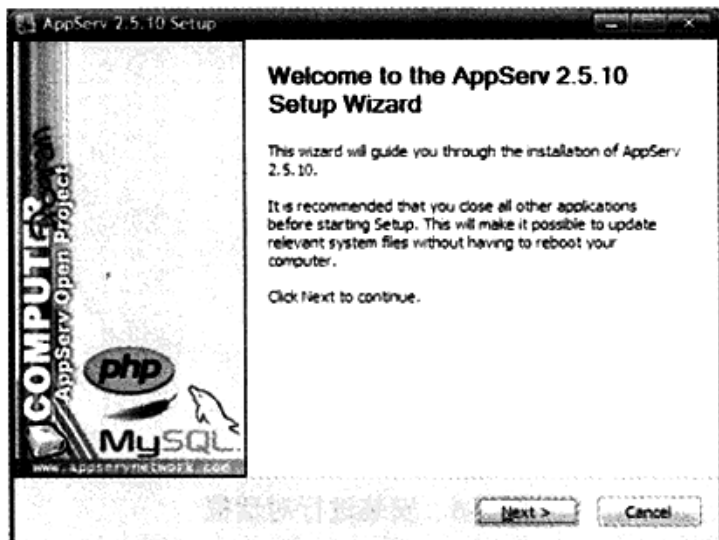 AppServ 2.5.10 Setup
Welcome to the AppServ 2.5.10
Setup Wizard
This wizard will guide you through the installation of AppServ
2.5.10.
It is recommended that you close all other applications
before starting Setup. This will make it possible to update
relevant system files without having to reboot your
computer.
Click Next to continue.
COMPUTER
AppServ Open Project
php
MySQL
www.appservnetwork.com
Next >
Cancel